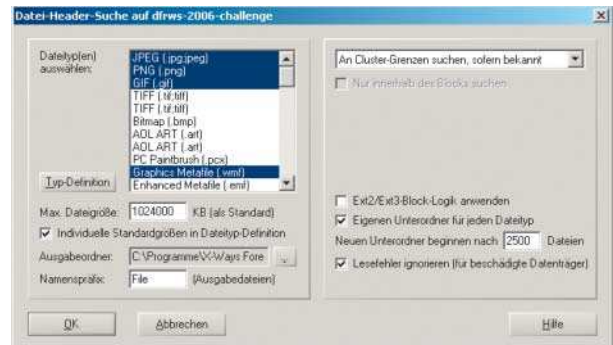 Datei-Header-Suche auf dfrws-2006-challenge
Dateityp(en)
auswählen:
JPEG (.jpg;jpeg)
PNG (.png)
GIF (.gif)
TIFF (.tif;tiff)
TIFF (.tif;tiff)
Bitmap (.bmp)
AOL ART (.art)
AOL ART (.art)
PC Paintbrush (.pcx)
Graphics Metafile (.wmf)
Enhanced Metafile (.emf)
Typ-Definition
Max. Dateigröße: 1024000 KB (als Standard)
Individuelle Standardgrößen in Dateityp-Definition
Ausgabeordner: C:\Programme\X-Ways Fore ...
Namenspräfix: File (Ausgabedateien)
An Cluster-Grenzen suchen, sofern bekannt
Nur innerhalb des Blocks suchen
Ext2/Ext3-Block-Logik anwenden
Eigenen Unterordner für jeden Dateityp
Neuen Unterordner beginnen nach 2500 Dateien
Lesefehler ignorieren (für beschädigte Datenträger)
OK
Abbrechen
Hilfe